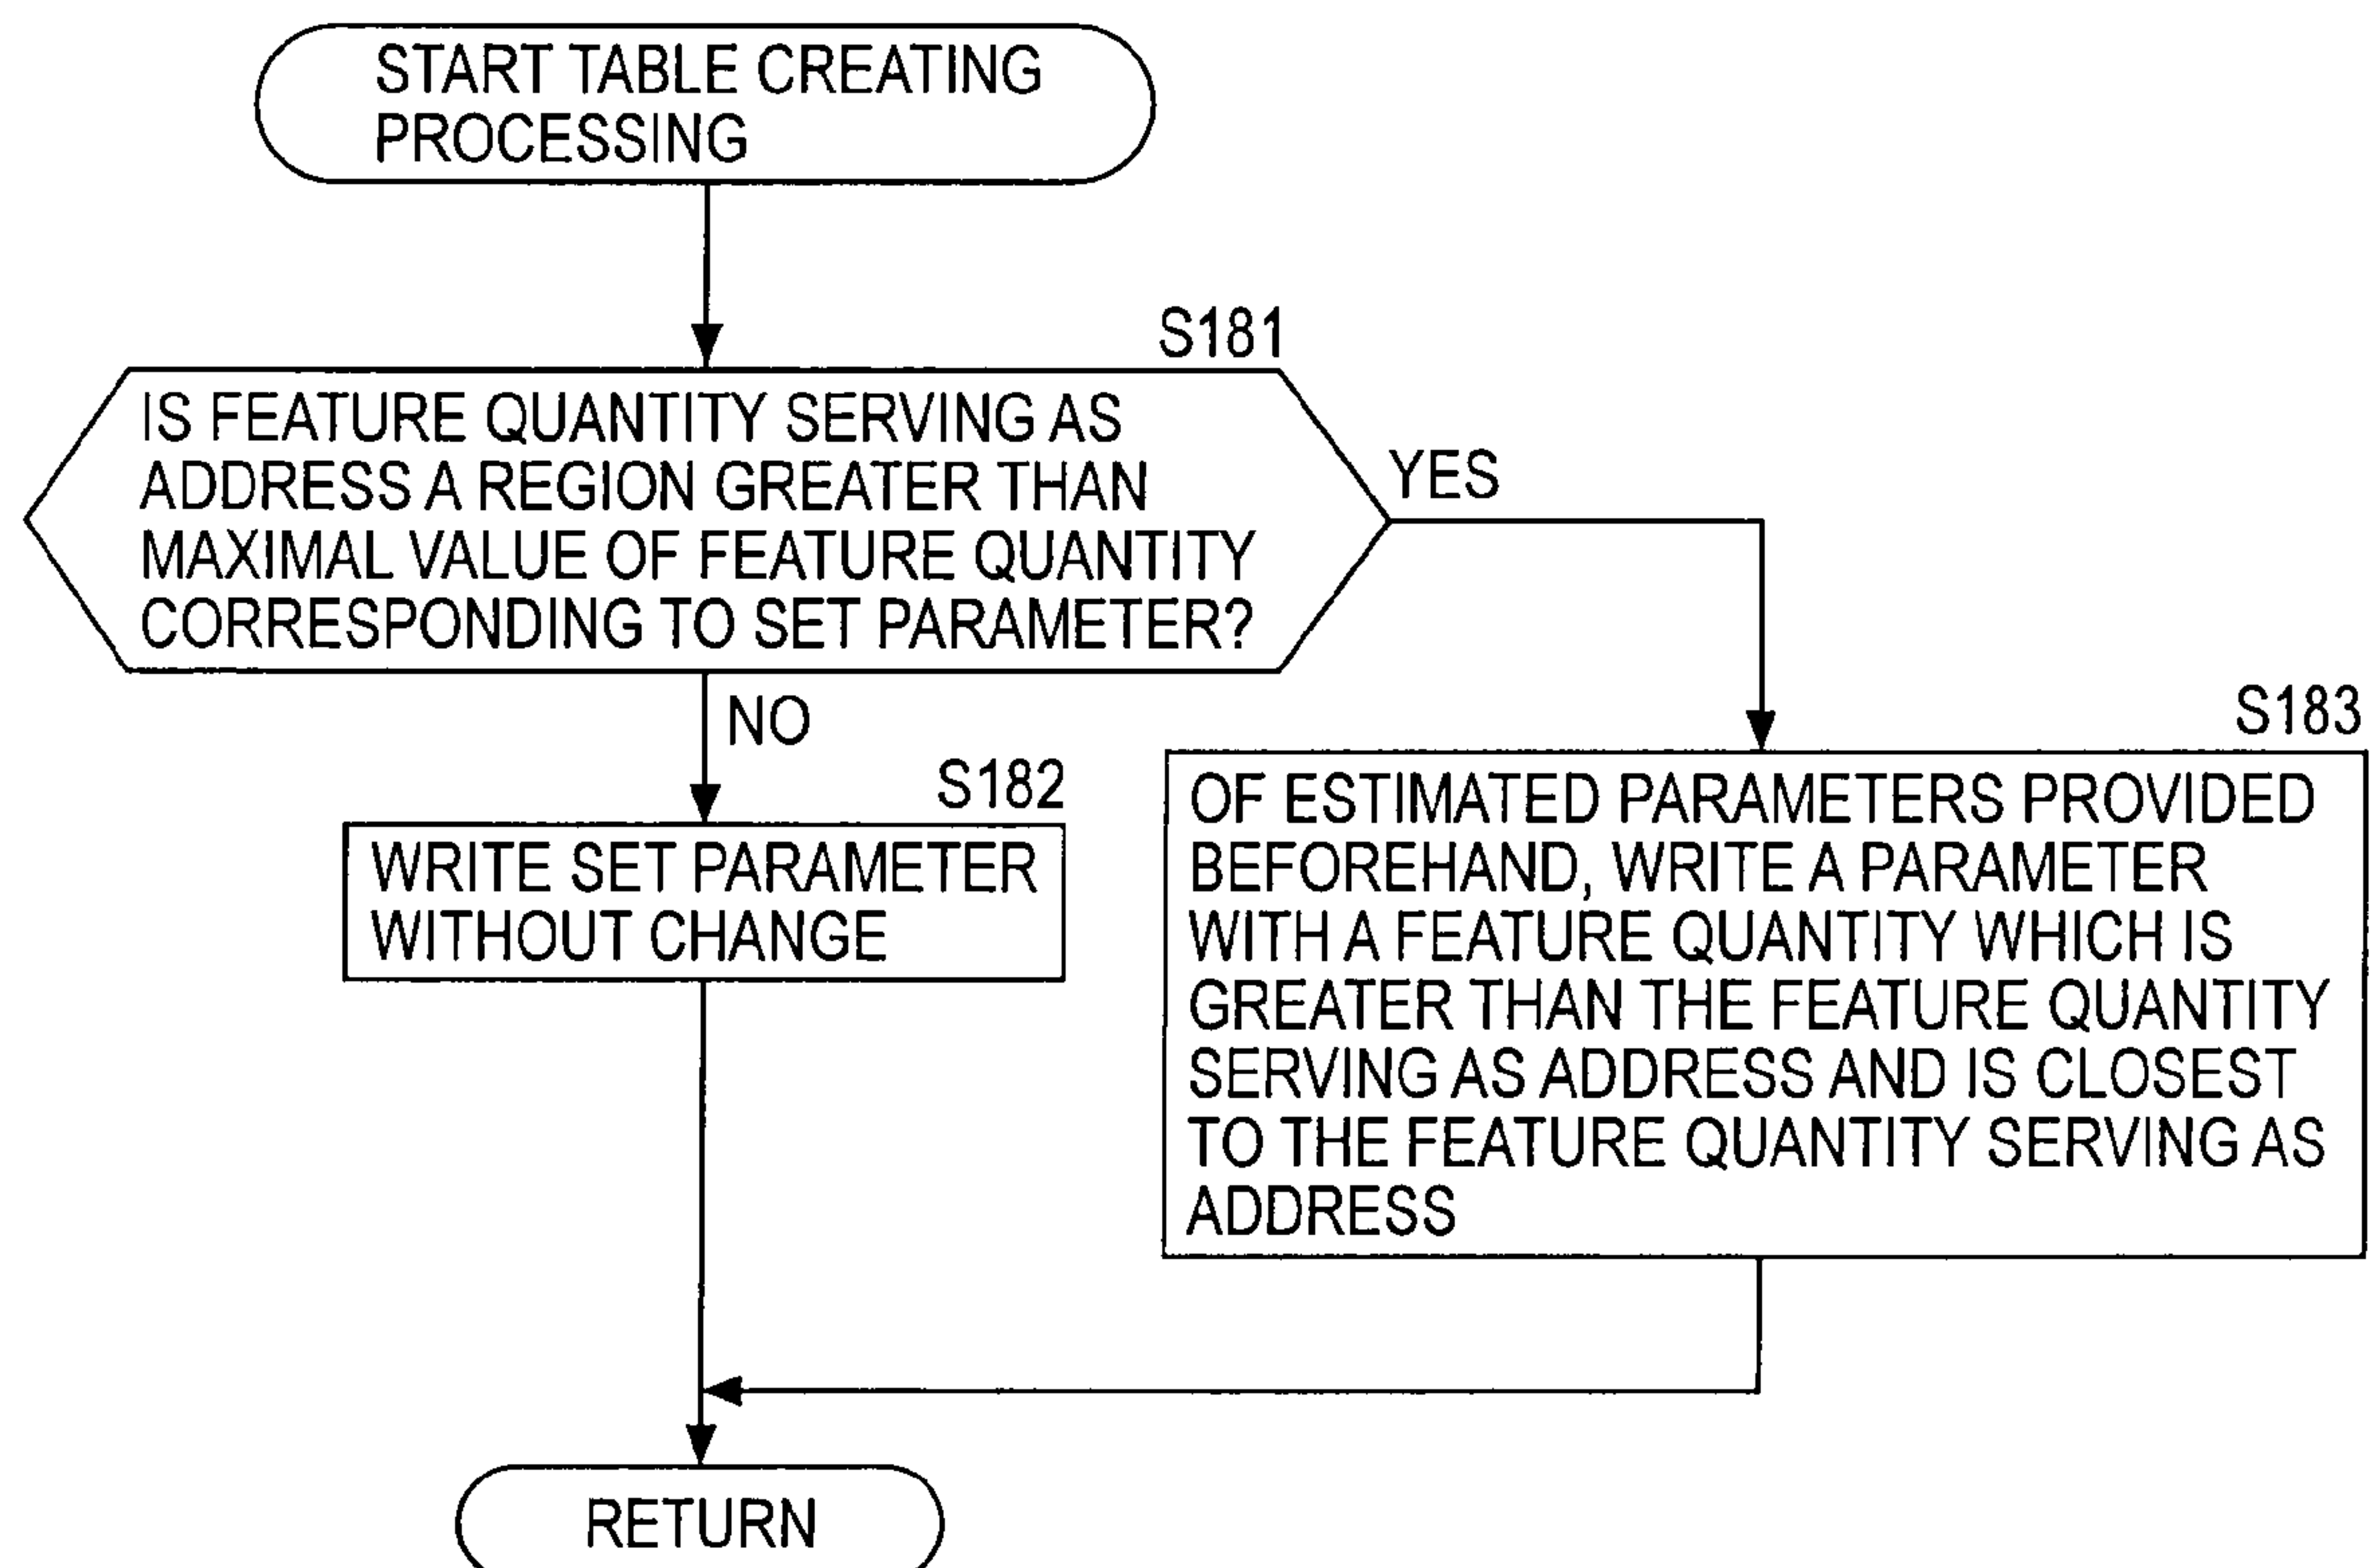 START TABLE CREATING
PROCESSING
S181
IS FEATURE QUANTITY SERVING AS
ADDRESS A REGION GREATER THAN
MAXIMAL VALUE OF FEATURE QUANTITY
CORRESPONDING TO SET PARAMETER?
YES
NO
S182
WRITE SET PARAMETER
WITHOUT CHANGE
S183
OF ESTIMATED PARAMETERS PROVIDED
BEFOREHAND, WRITE A PARAMETER
WITH A FEATURE QUANTITY WHICH IS
GREATER THAN THE FEATURE QUANTITY
SERVING AS ADDRESS AND IS CLOSEST
TO THE FEATURE QUANTITY SERVING AS
ADDRESS
RETURN